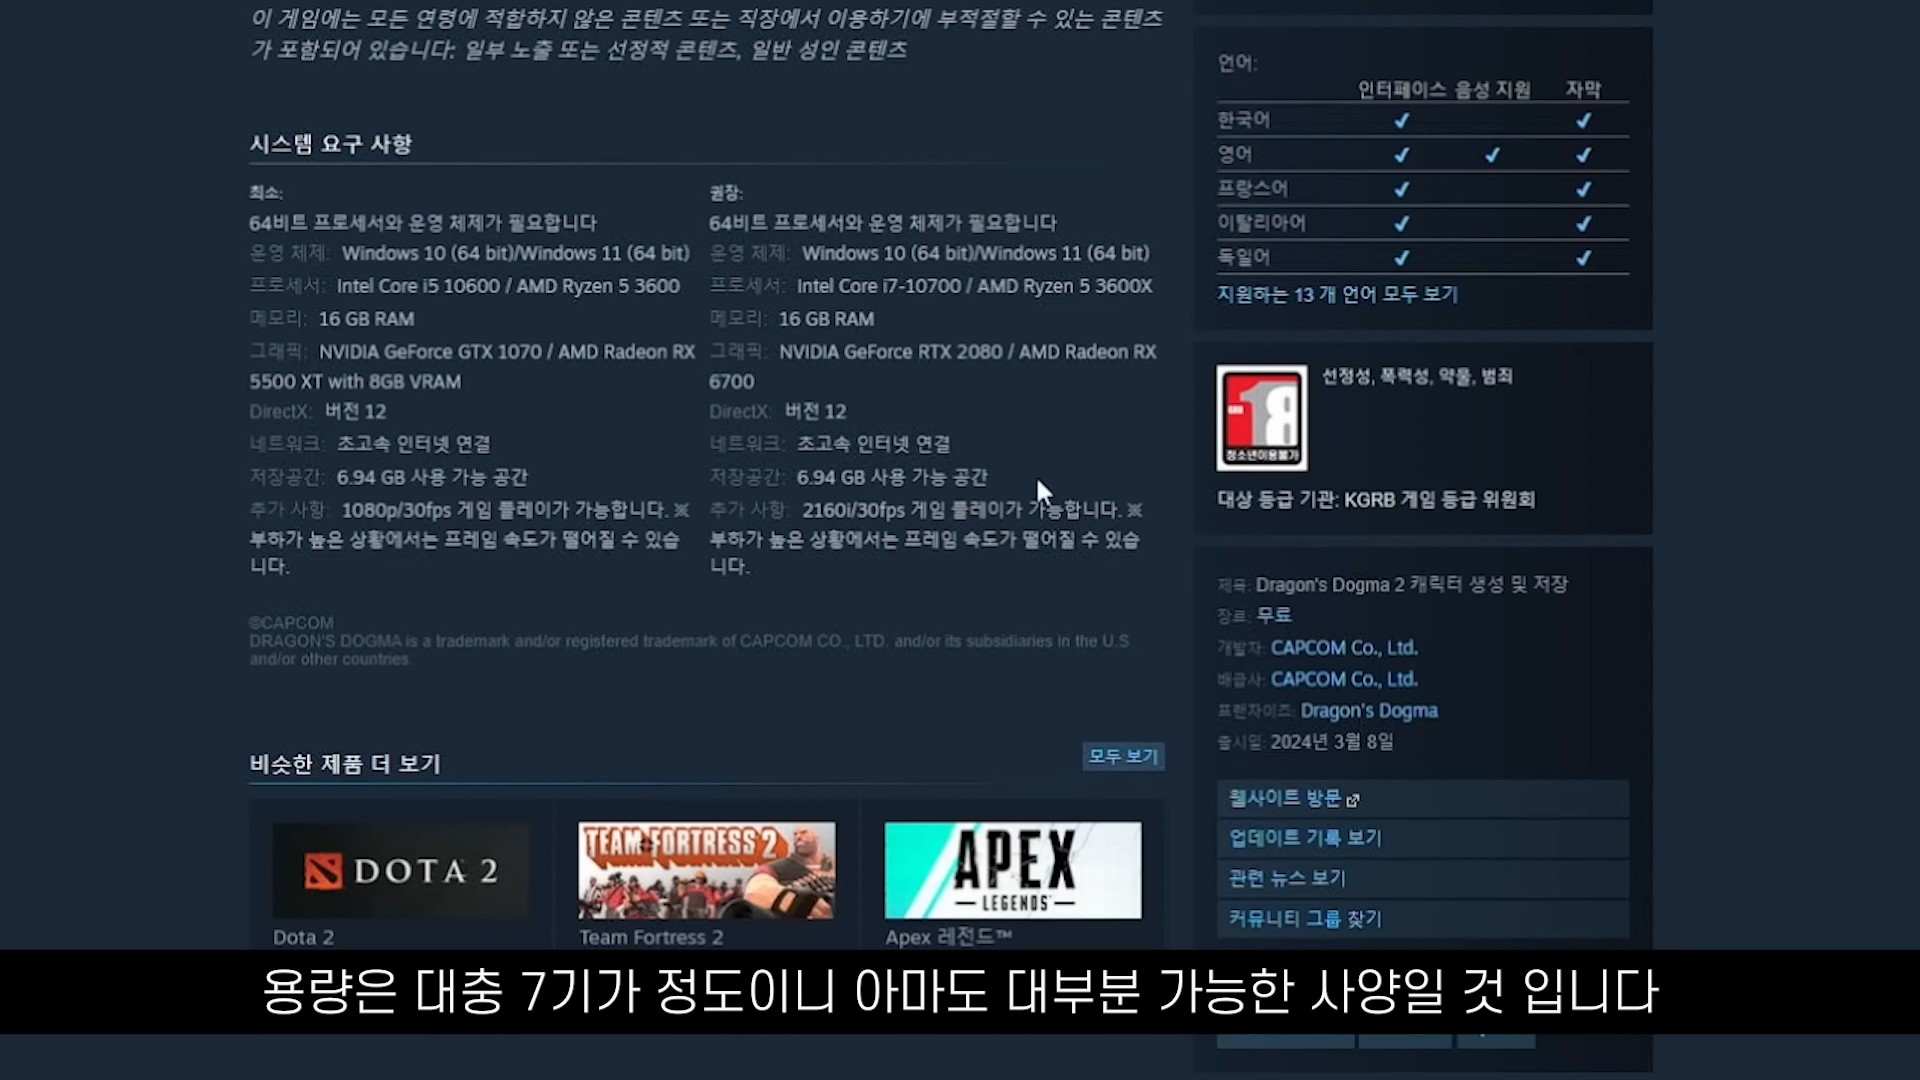 이 게임에는 모든 연령에 적합하지 않은 콘텐츠 또는 직장에서 이용하기에 부적절할 수 있는 콘텐츠
가 포함되어 있습니다: 일부 노출 또는 선정적 콘텐츠, 일반 성인 콘텐츠
시스템 요구 사항
최소:
64비트 프로세서와 운영 체제가 필요합니다
운영 체제: Windows 10 (64 bit)/Windows 11 (64 bit)
프로세서: Intel Core i5 10600 / AMD Ryzen 5 3600
메모리: 16 GB RAM
그래픽: NVIDIA GeForce GTX 1070 / AMD Radeon RX
5500 XT with 8GB VRAM
DirectX: 버전 12
네트워크: 초고속 인터넷 연결
저장공간: 6.94 GB 사용 가능 공간
추가 사항: 1080p/30fps 게임 플레이가 가능합니다. ※
부하가 높은 상황에서는 프레임 속도가 떨어질 수 있습
니다.
권장:
64비트 프로세서와 운영 체제가 필요합니다
운영 체제: Windows 10 (64 bit)/Windows 11 (64 bit)
프로세서: Intel Core i7-10700 / AMD Ryzen 5 3600X
메모리: 16 GB RAM
그래픽: NVIDIA GeForce RTX 2080 / AMD Radeon RX
6700
DirectX: 버전 12
네트워크: 초고속 인터넷 연결
저장공간: 6.94 GB 사용 가능 공간
추가 사항: 2160i/30fps 게임 플레이가 가능합니다. ※
부하가 높은 상황에서는 프레임 속도가 떨어질 수 있습
니다.
©CAPCOM
DRAGON'S DOGMA is a trademark and/or registered trademark of CAPCOM CO., LTD. and/or its subsidiaries in the U.S
and/or other countries.
비슷한 제품 더 보기
모두 보기
DOTA 2
TEAM FORTRESS 2
APEX
LEGENDS
Dota 2
Team Fortress 2
Apex 레전드™
언어:
인터페이스 음성 지원 자막
한국어 ✔ ✔
영어 ✔ ✔ ✔
프랑스어 ✔ ✔
이탈리아어 ✔ ✔
독일어 ✔ ✔
지원하는 13 개 언어 모두 보기
18
청소년이용불가
선정성, 폭력성, 약물, 범죄
대상 등급 기관: KGRB 게임 등급 위원회
제목: Dragon's Dogma 2 캐릭터 생성 및 저장
장르: 무료
개발자: CAPCOM Co., Ltd.
배급사: CAPCOM Co., Ltd.
프랜차이즈: Dragon's Dogma
출시일: 2024년 3월 8일
웹사이트 방문
업데이트 기록 보기
관련 뉴스 보기
커뮤니티 그룹 찾기
용량은 대충 7기가 정도이니 아마도 대부분 가능한 사양일 것 입니다